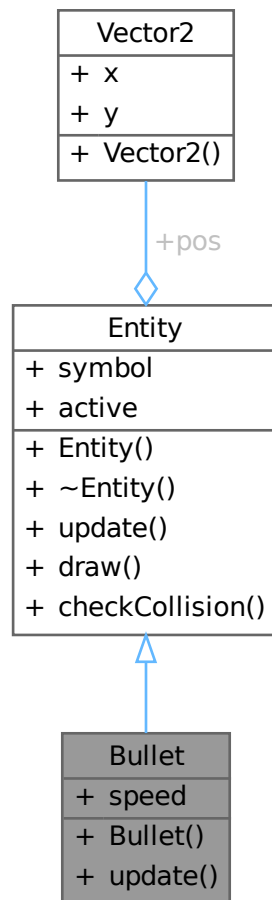 Vector2
+ x
+ y
+ Vector2()
+pos
Entity
+ symbol
+ active
+ Entity()
+ ~Entity()
+ update()
+ draw()
+ checkCollision()
Bullet
+ speed
+ Bullet()
+ update()